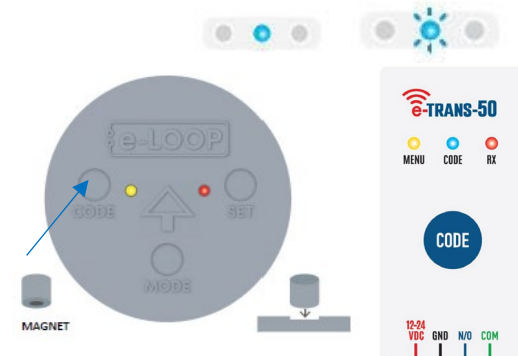 e-LOOP
CODE
SET
MODE
MAGNET
e-TRANS-50
MENU CODE RX
CODE
12-24
VDC GND N/O COM